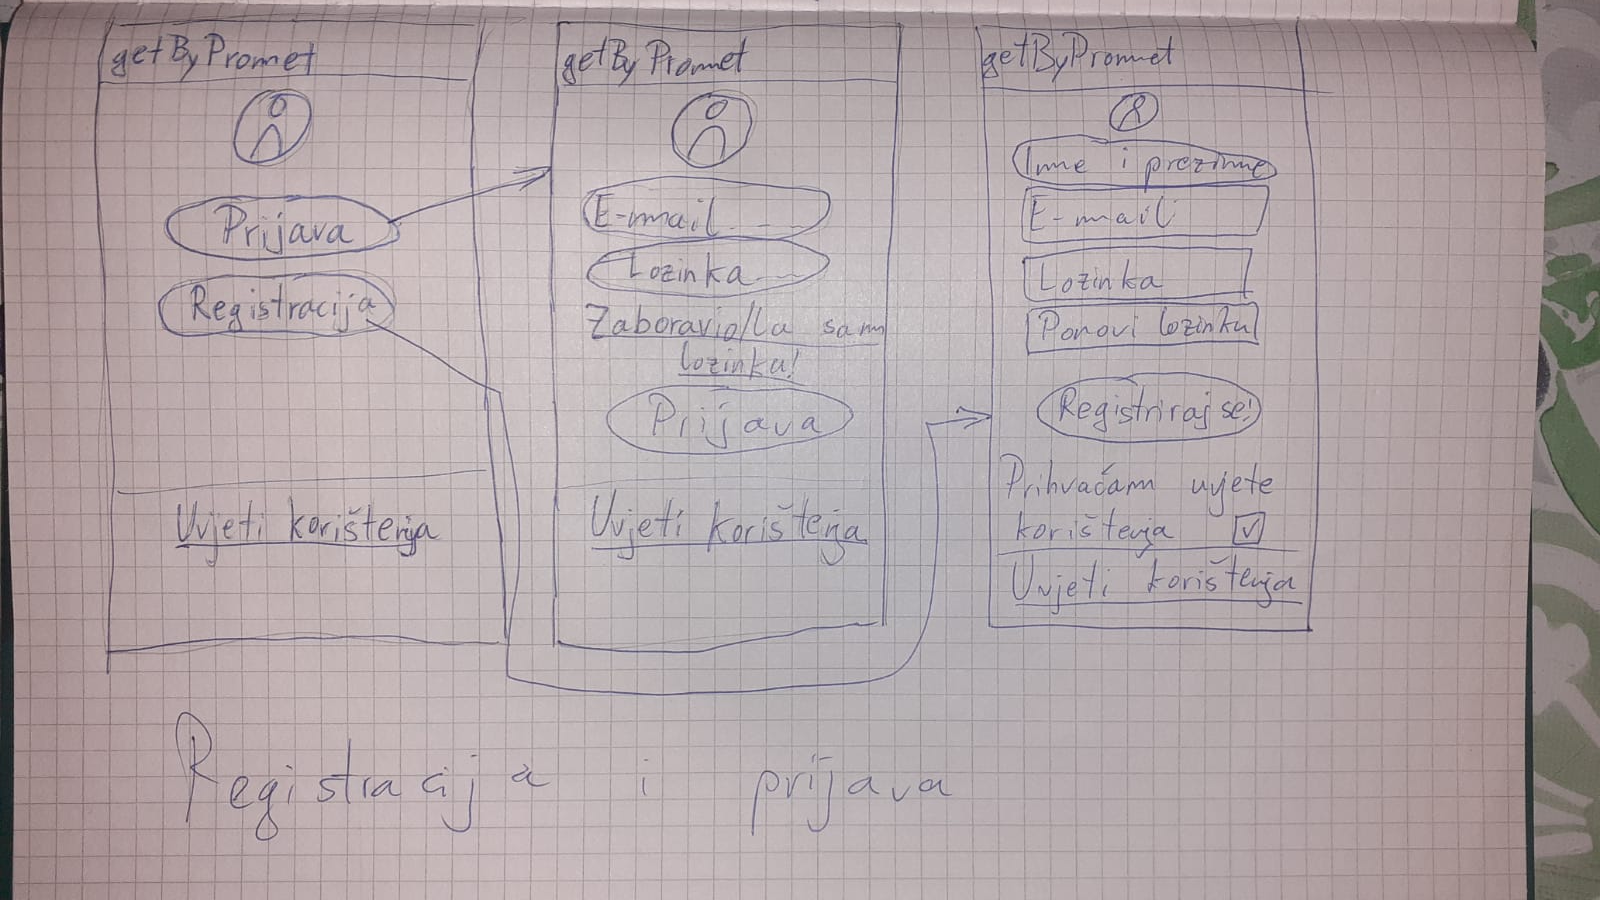 getByPromet
Prijava
Registracija
Uvjeti korištenja
getByPromet
E-mail
Lozinka
Zaboravio/la sam
lozinku!
Prijava
Uvjeti korištenja
getByPromet
Ime i prezime
E-mail
Lozinka
Ponovi lozinku
Registriraj se!
Prihvaćam uvjete
korištenja
Uvjeti korištenja
Registracija i prijava